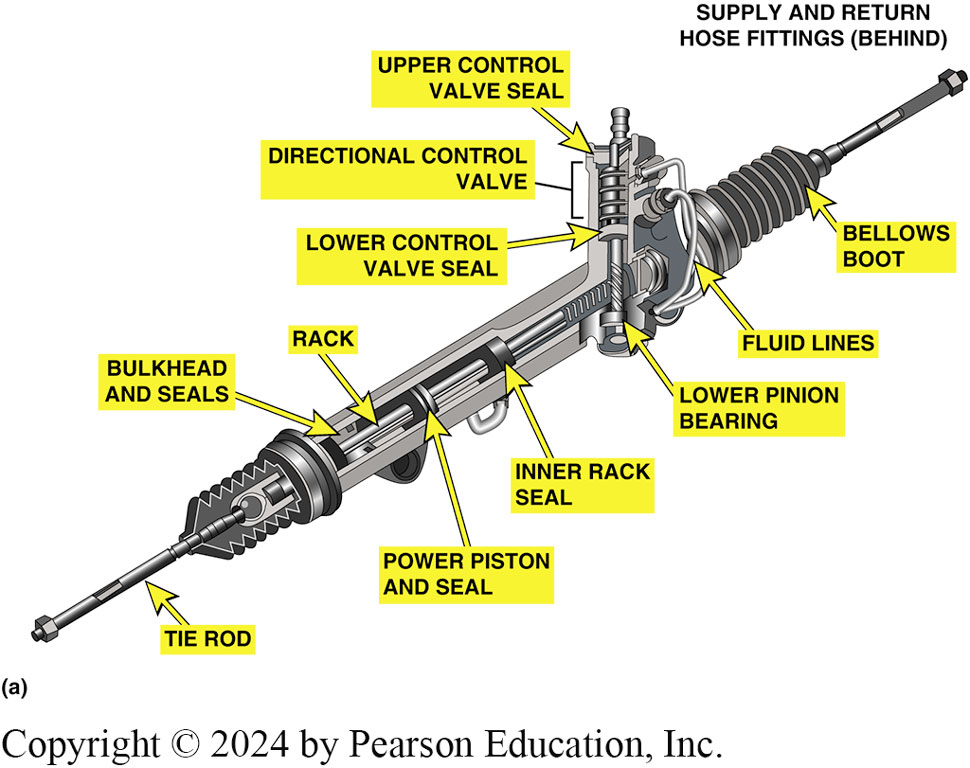 SUPPLY AND RETURN
HOSE FITTINGS (BEHIND)
UPPER CONTROL
VALVE SEAL
DIRECTIONAL CONTROL
VALVE
LOWER CONTROL
VALVE SEAL
BELLOWS
BOOT
RACK
FLUID LINES
BULKHEAD
AND SEALS
LOWER PINION
BEARING
INNER RACK
SEAL
POWER PISTON
AND SEAL
TIE ROD
(a)
Copyright © 2024 by Pearson Education, Inc.